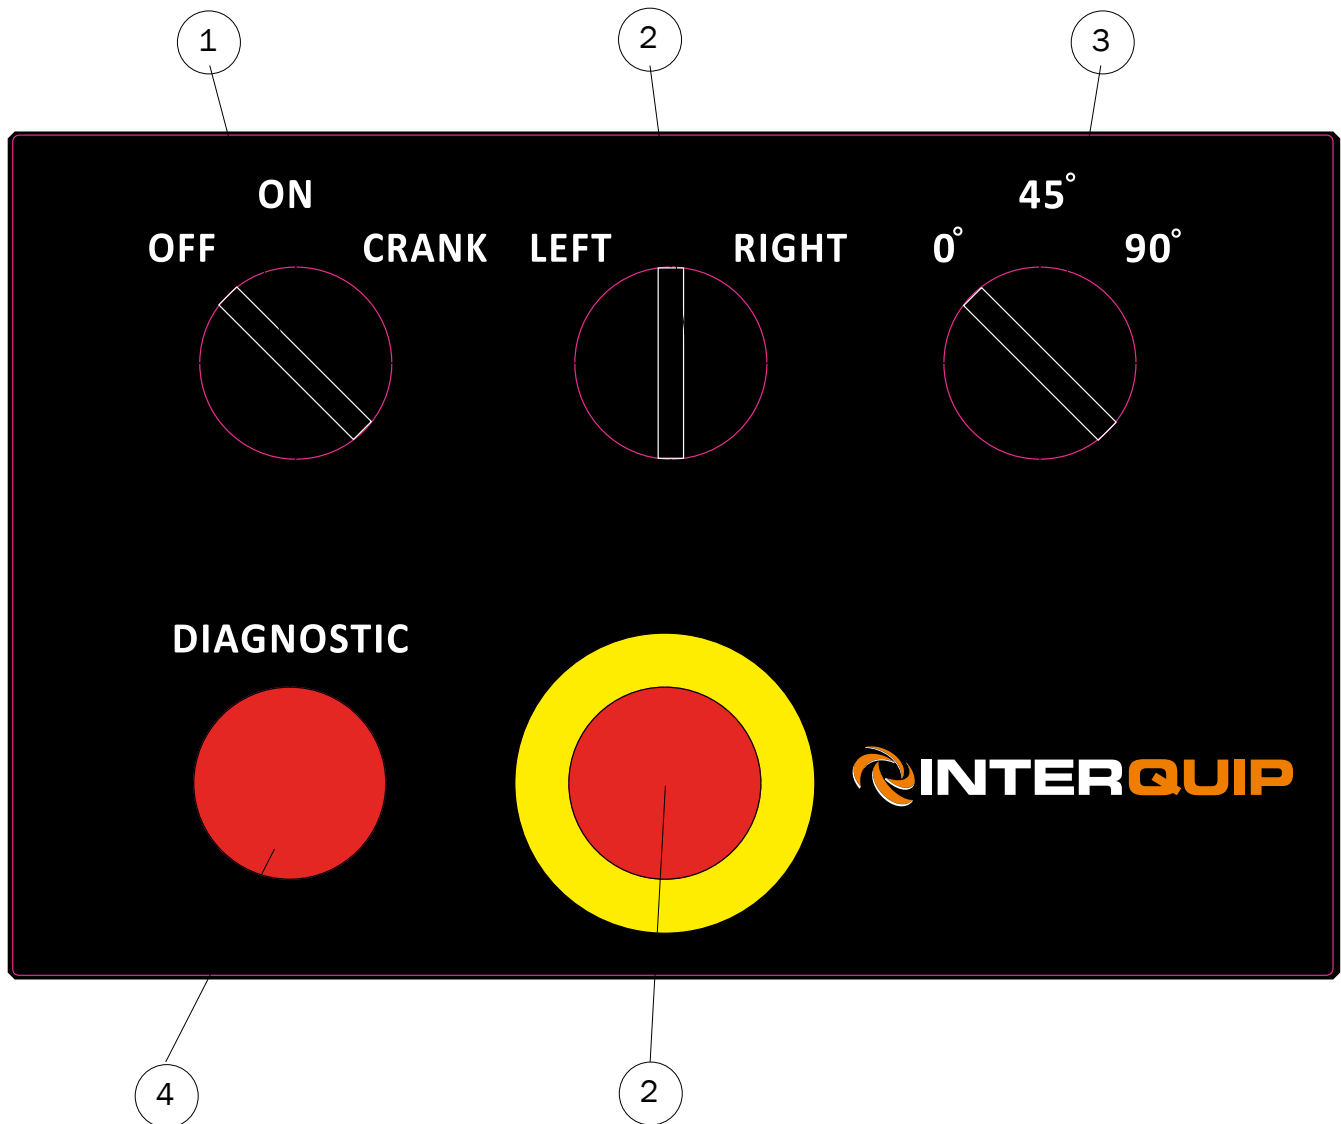 1 2 3
ON 45°
OFF CRANK LEFT RIGHT 0° 90°
DIAGNOSTIC
INTERQUIP
4 2